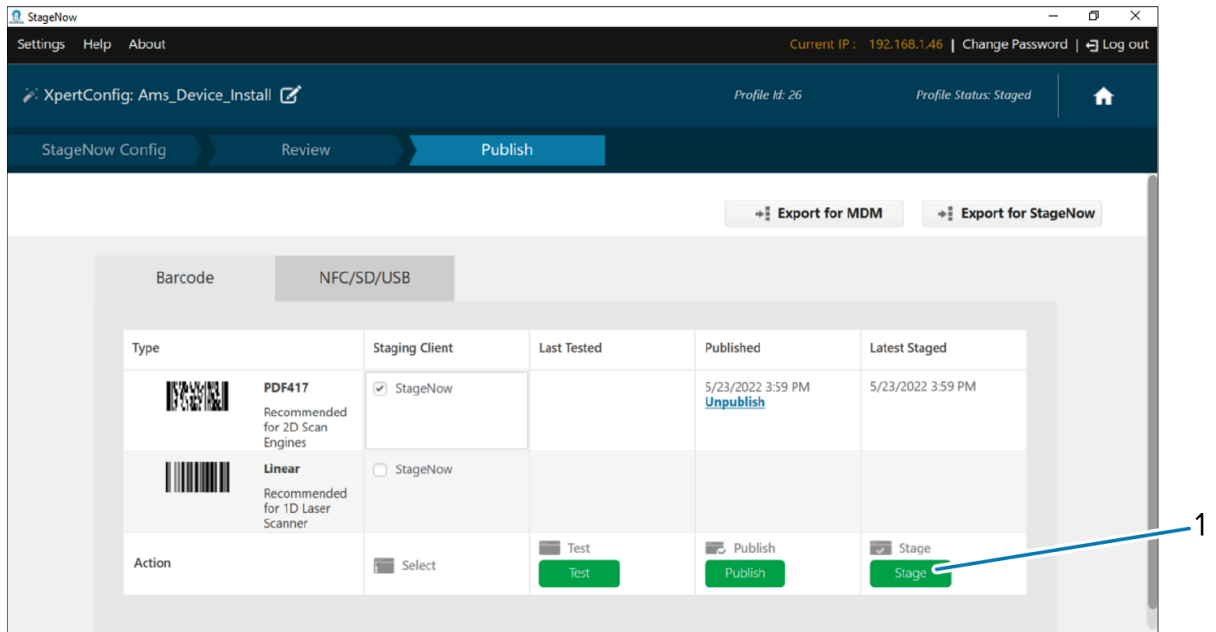 StageNow
Settings Help About
Current IP : 192.168.1.46 | Change Password | Log out
XpertConfig: Ams_Device_Install
Profile Id: 26
Profile Status: Staged
StageNow Config
Review
Publish
Export for MDM
Export for StageNow
Barcode
NFC/SD/USB
Type
Staging Client
Last Tested
Published
Latest Staged
PDF417
Recommended
for 2D Scan
Engines
StageNow
5/23/2022 3:59 PM
Unpublish
5/23/2022 3:59 PM
Linear
Recommended
for 1D Laser
Scanner
StageNow
Action
Select
Test
Test
Publish
Publish
Stage
Stage
1